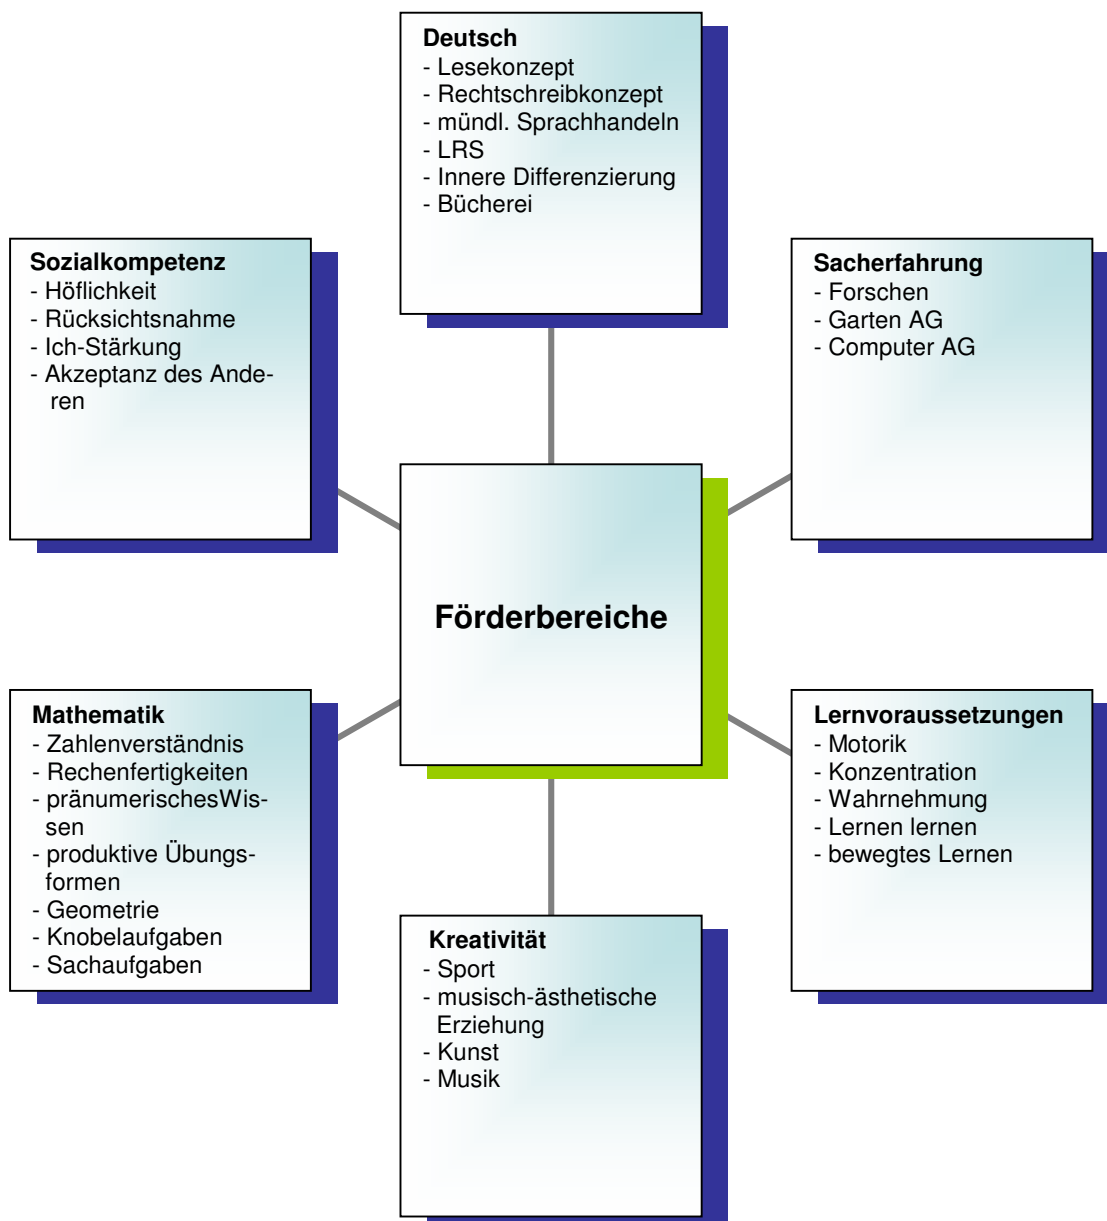 Deutsch
- Lesekonzept
- Rechtschreibkonzept
- mündl. Sprachhandeln
- LRS
- Innere Differenzierung
- Bücherei
Sozialkompetenz
- Höflichkeit
- Rücksichtsnahme
- Ich-Stärkung
- Akzeptanz des Ande-
ren
Sacherfahrung
- Forschen
- Garten AG
- Computer AG
Förderbereiche
Mathematik
- Zahlenverständnis
- Rechenfertigkeiten
- pränumerischesWis-
sen
- produktive Übungs-
formen
- Geometrie
- Knobelaufgaben
- Sachaufgaben
Lernvoraussetzungen
- Motorik
- Konzentration
- Wahrnehmung
- Lernen lernen
- bewegtes Lernen
Kreativität
- Sport
- musisch-ästhetische
Erziehung
- Kunst
- Musik